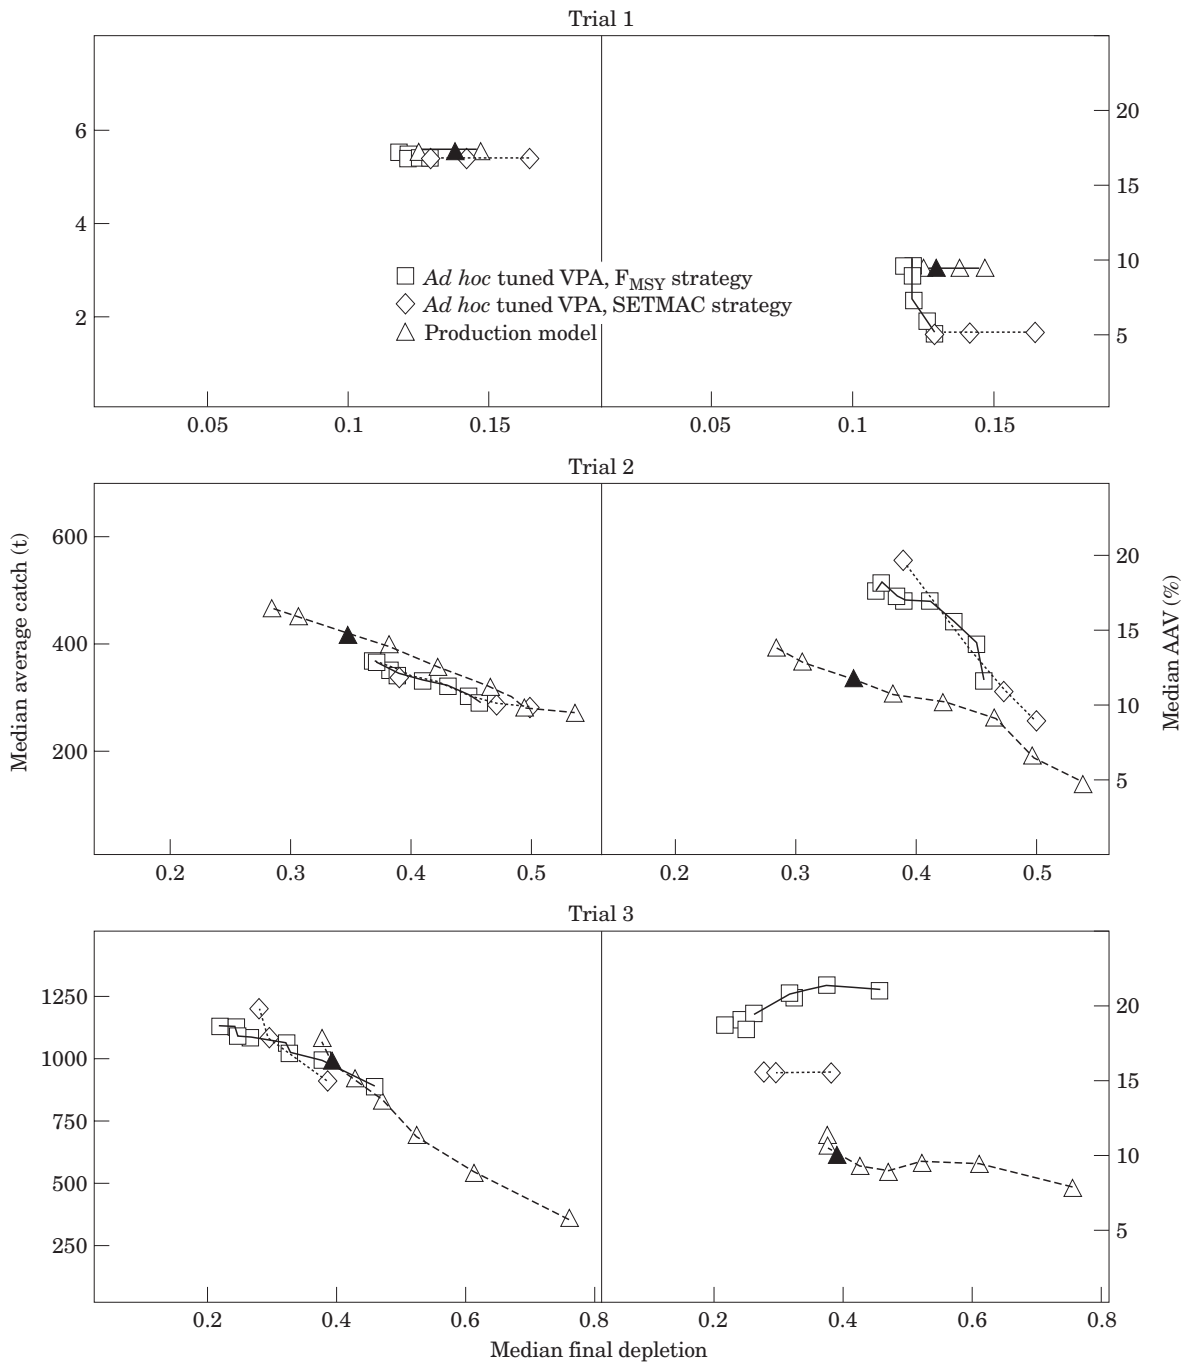 Trial 1
6
4
2
20
15
10
5
Ad hoc tuned VPA, FMSY strategy
Ad hoc tuned VPA, SETMAC strategy
Production model
0.05 0.1 0.15 0.05 0.1 0.15
Trial 2
600
400
200
20
15
10
5
Median average catch (t)
Median AAV (%)
0.2 0.3 0.4 0.5 0.2 0.3 0.4 0.5
Trial 3
1250
1000
750
500
250
20
15
10
5
0.2 0.4 0.6 0.8 0.2 0.4 0.6 0.8
Median final depletion